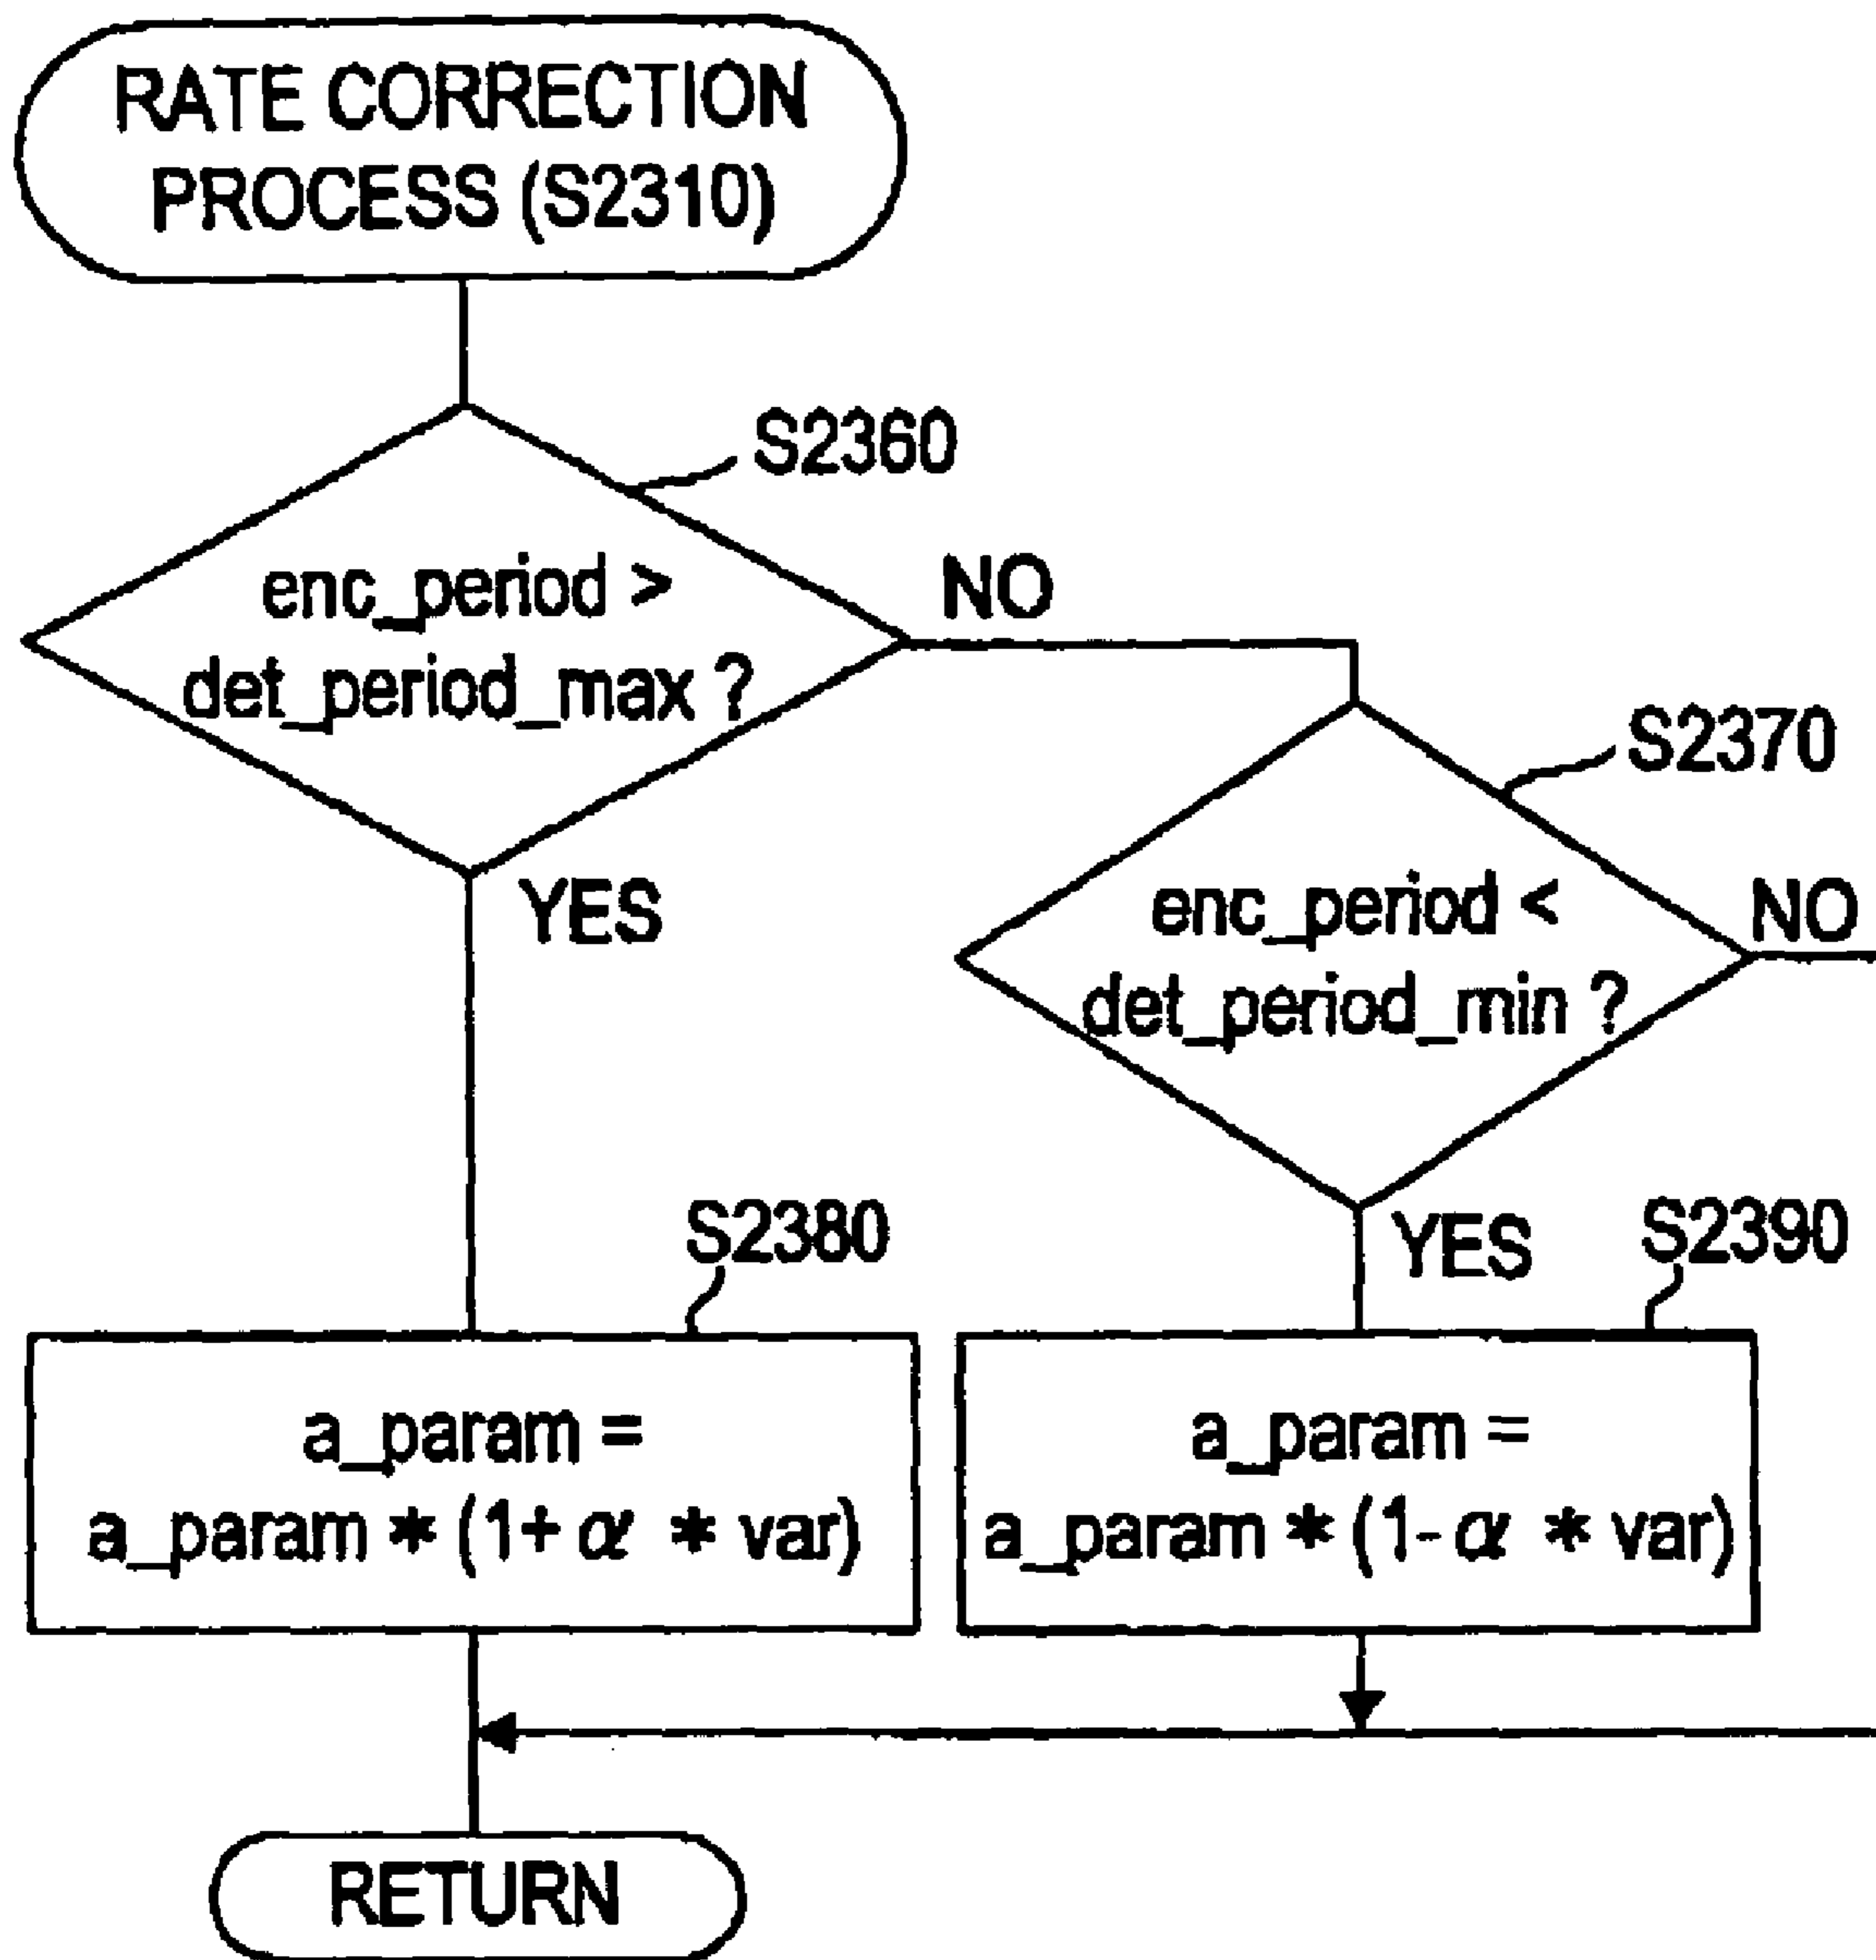 RATE CORRECTION
PROCESS (S2310)
S2360
enc_period >
det_period_max ?
NO
YES
S2370
enc_period <
det_period_min ?
NO
YES
S2380
a_param =
a_param * (1+ α * var)
S2390
a_param =
a_param * (1- α * var)
RETURN